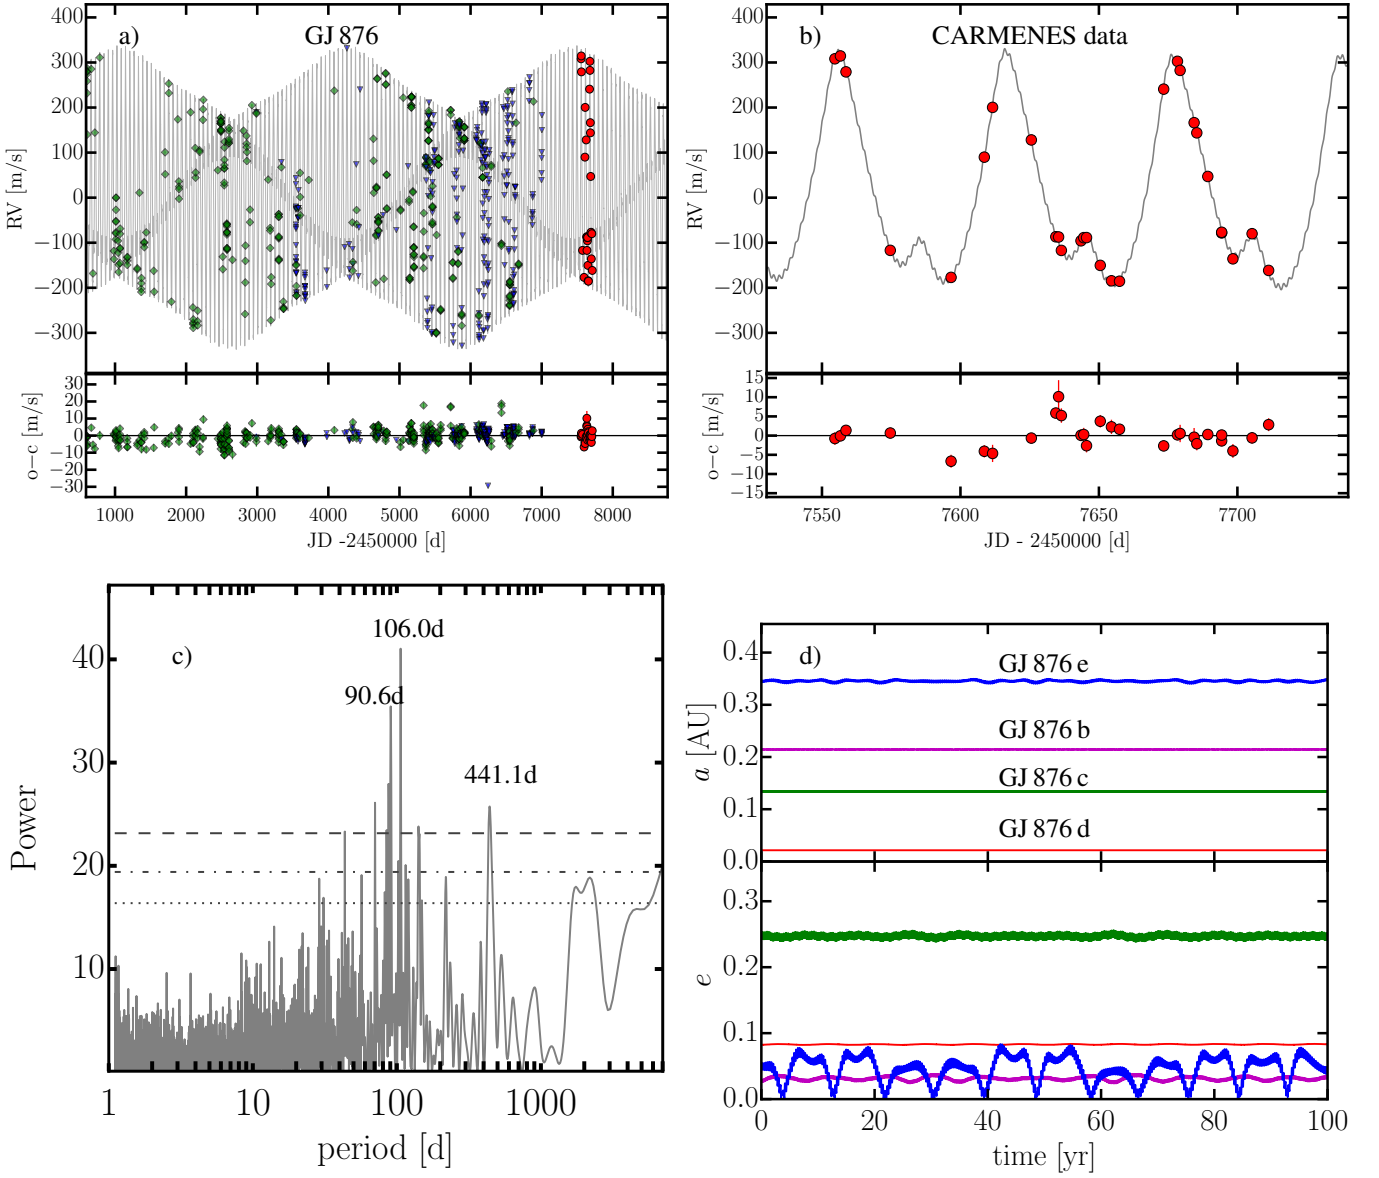 a) GJ 876
RV [m/s]
400
300
200
100
0
−100
−200
−300
o−c [m/s]
30
20
10
0
−10
−20
−30
1000 2000 3000 4000 5000 6000 7000 8000
JD -2450000 [d]
b) CARMENES data
RV [m/s]
400
300
200
100
0
−100
−200
−300
o−c [m/s]
15
10
5
0
−5
−10
−15
7550 7600 7650 7700
JD - 2450000 [d]
c)
106.0d
90.6d
441.1d
Power
40
30
20
10
1 10 100 1000
period [d]
d)
GJ 876 e
GJ 876 b
GJ 876 c
GJ 876 d
a [AU]
0.4
0.3
0.2
0.1
0.0
e
0.3
0.2
0.1
0.0
0 20 40 60 80 100
time [yr]